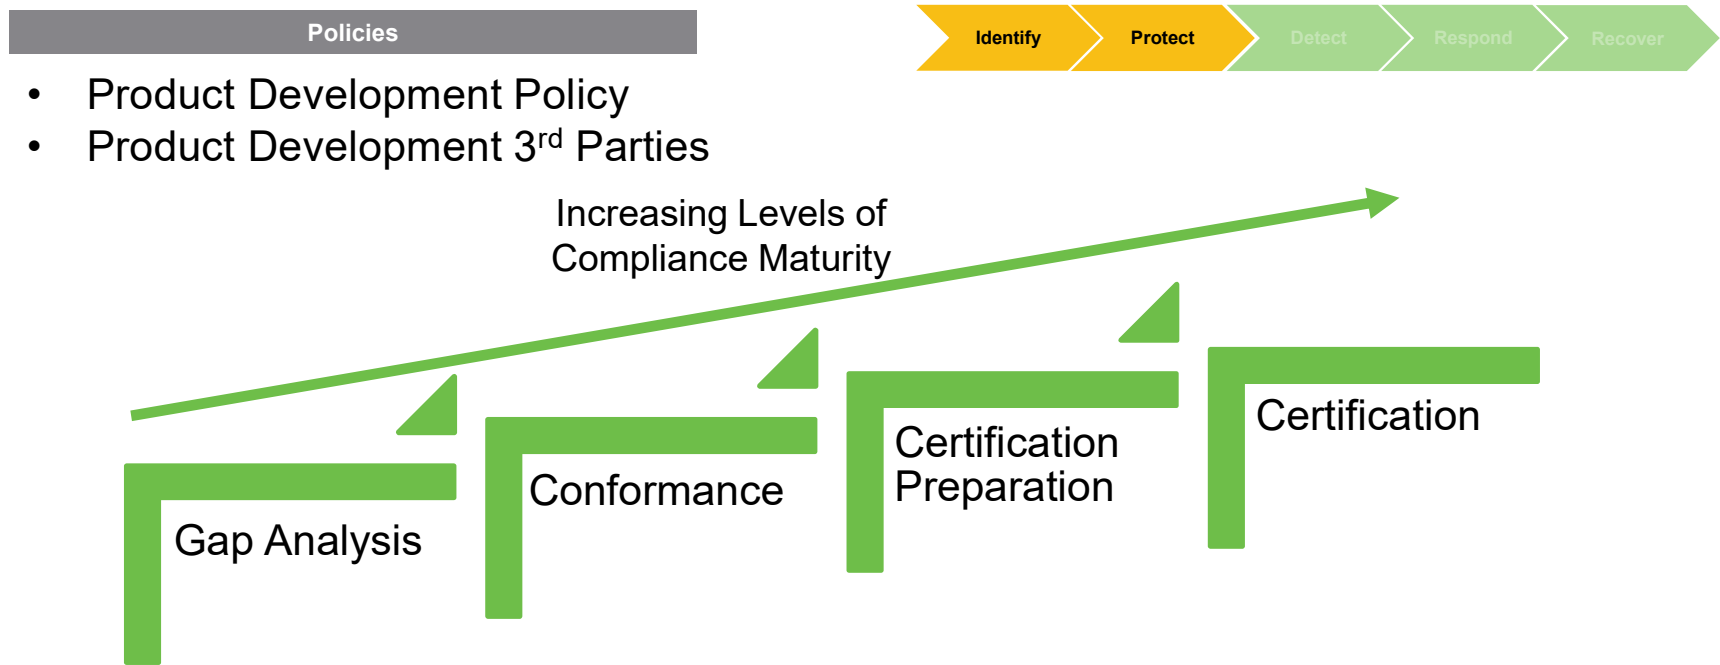 Policies
Identify
Protect
Detect
Respond
Recover
• Product Development Policy
• Product Development 3rd Parties
Increasing Levels of
Compliance Maturity
Gap Analysis
Conformance
Certification
Preparation
Certification